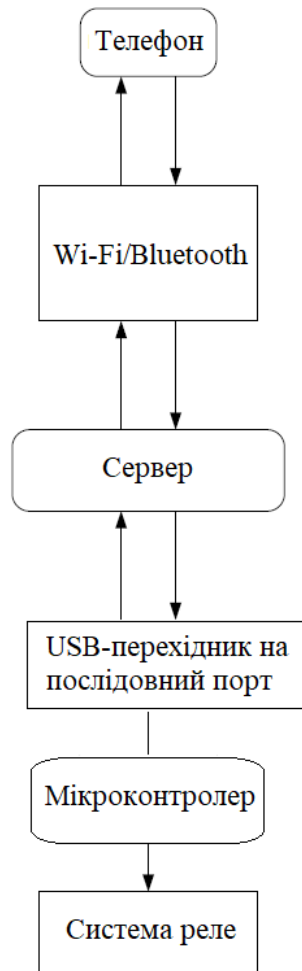 Телефон
Wi-Fi/Bluetooth
Сервер
USB-перехідник на
послідовний порт
Мікроконтролер
Система реле